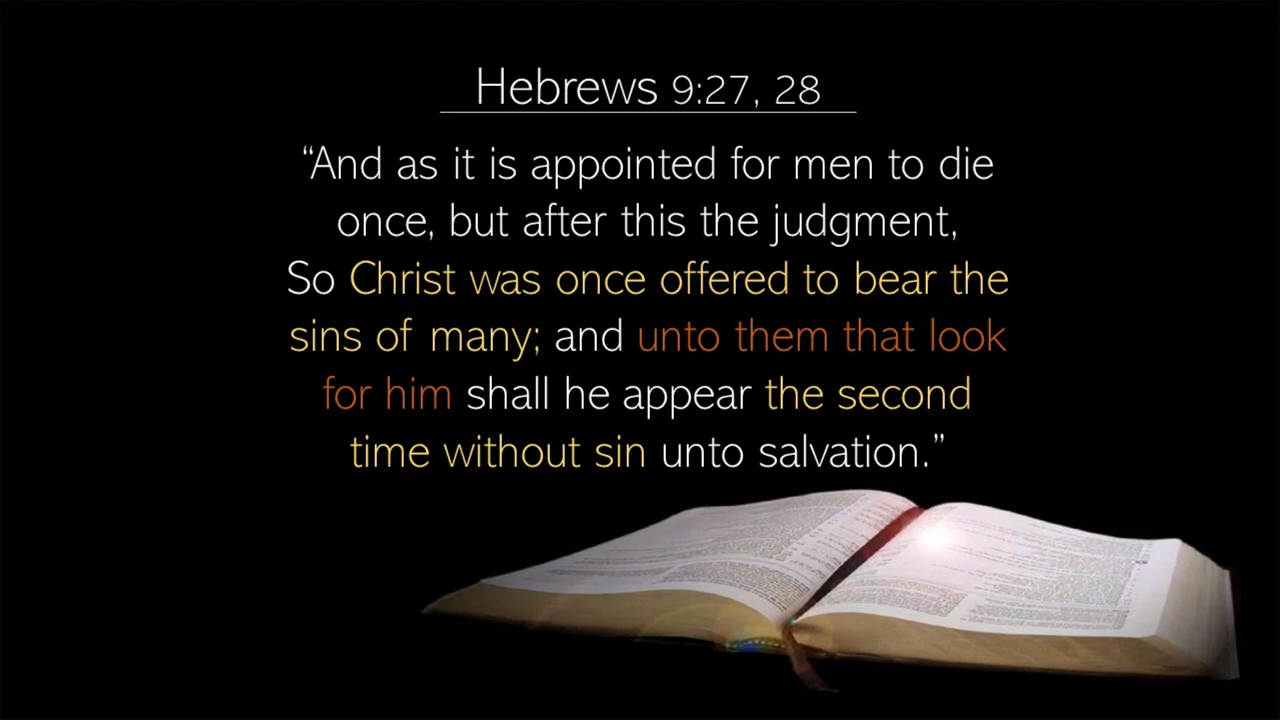 Hebrews 9:27, 28
“And as it is appointed for men to die
once, but after this the judgment,
So Christ was once offered to bear the
sins of many; and unto them that look
for him shall he appear the second
time without sin unto salvation.”